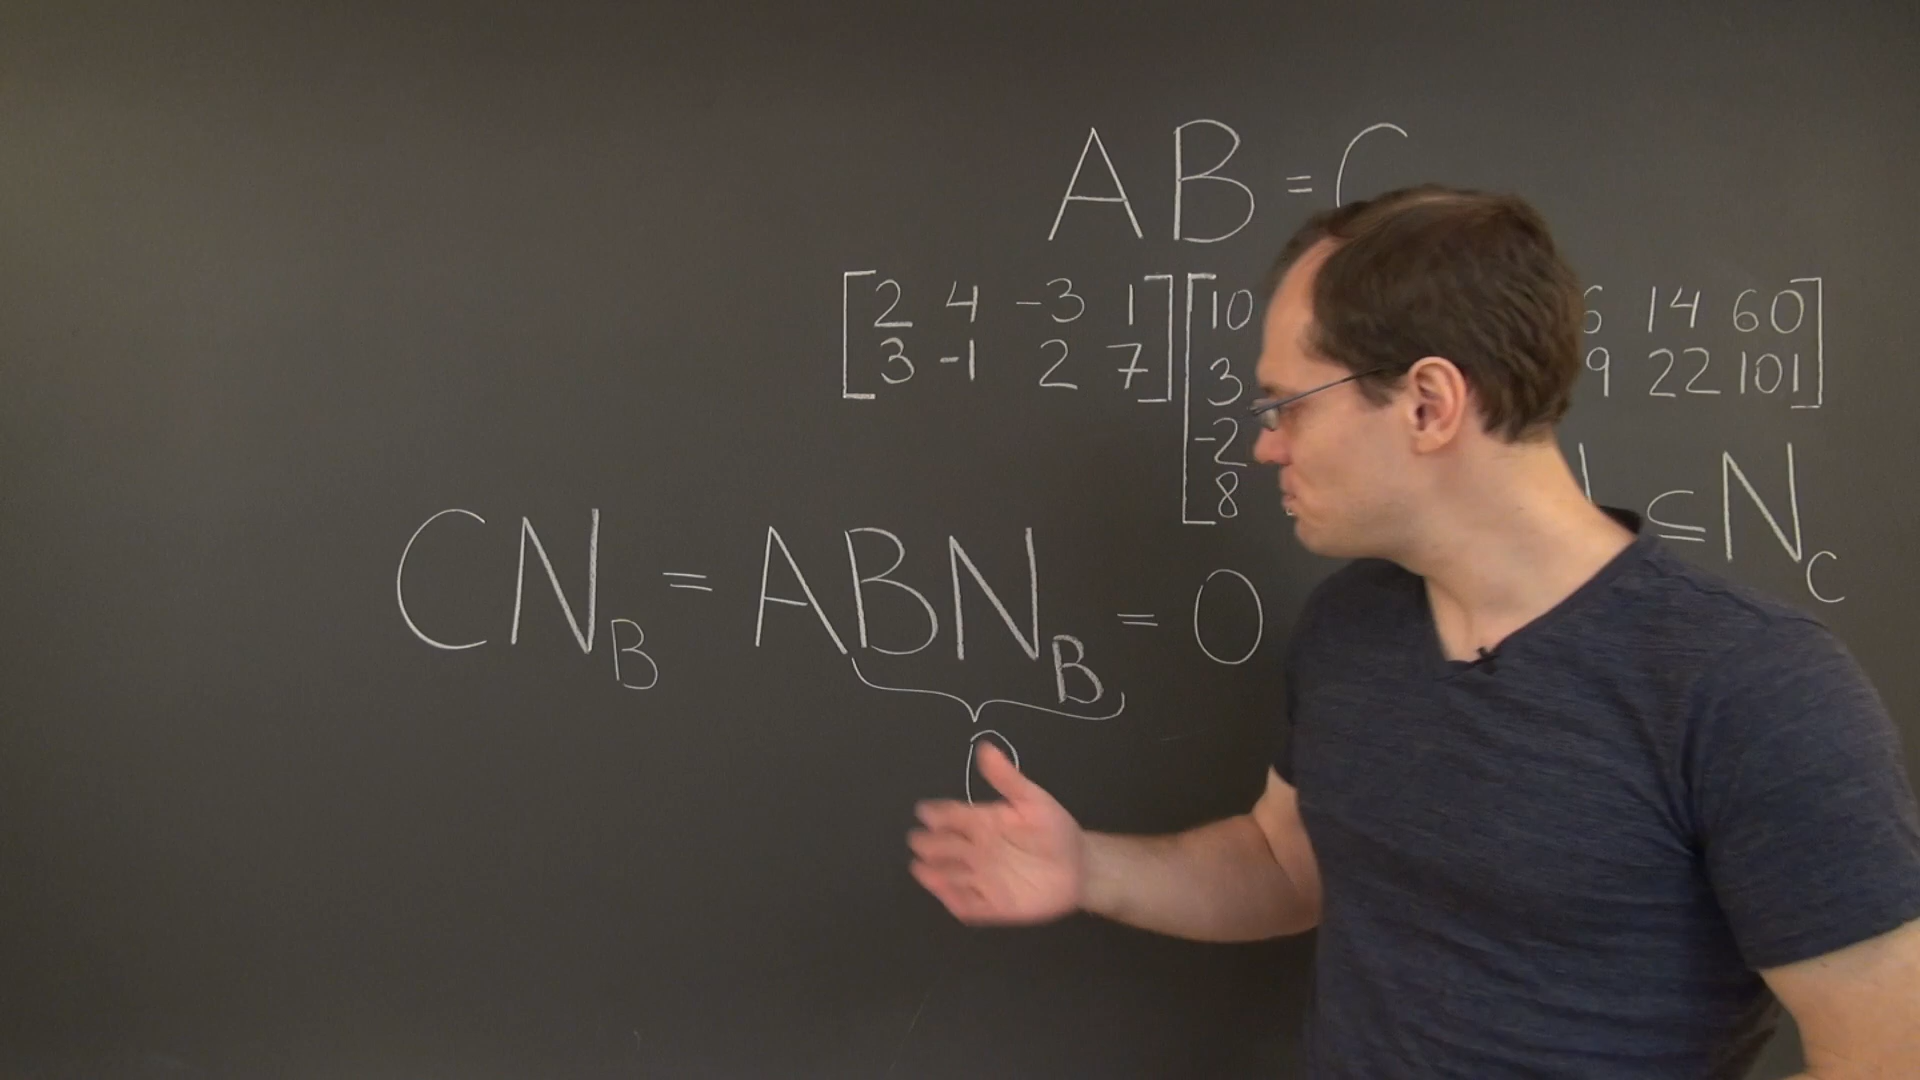 AB = C
[2 4 -3 1] [10 6 14 60]
[3 -1 2 7] [3 9 22 101]
-2
8
⊆ N_C
CN_B = ABN_B = 0
0